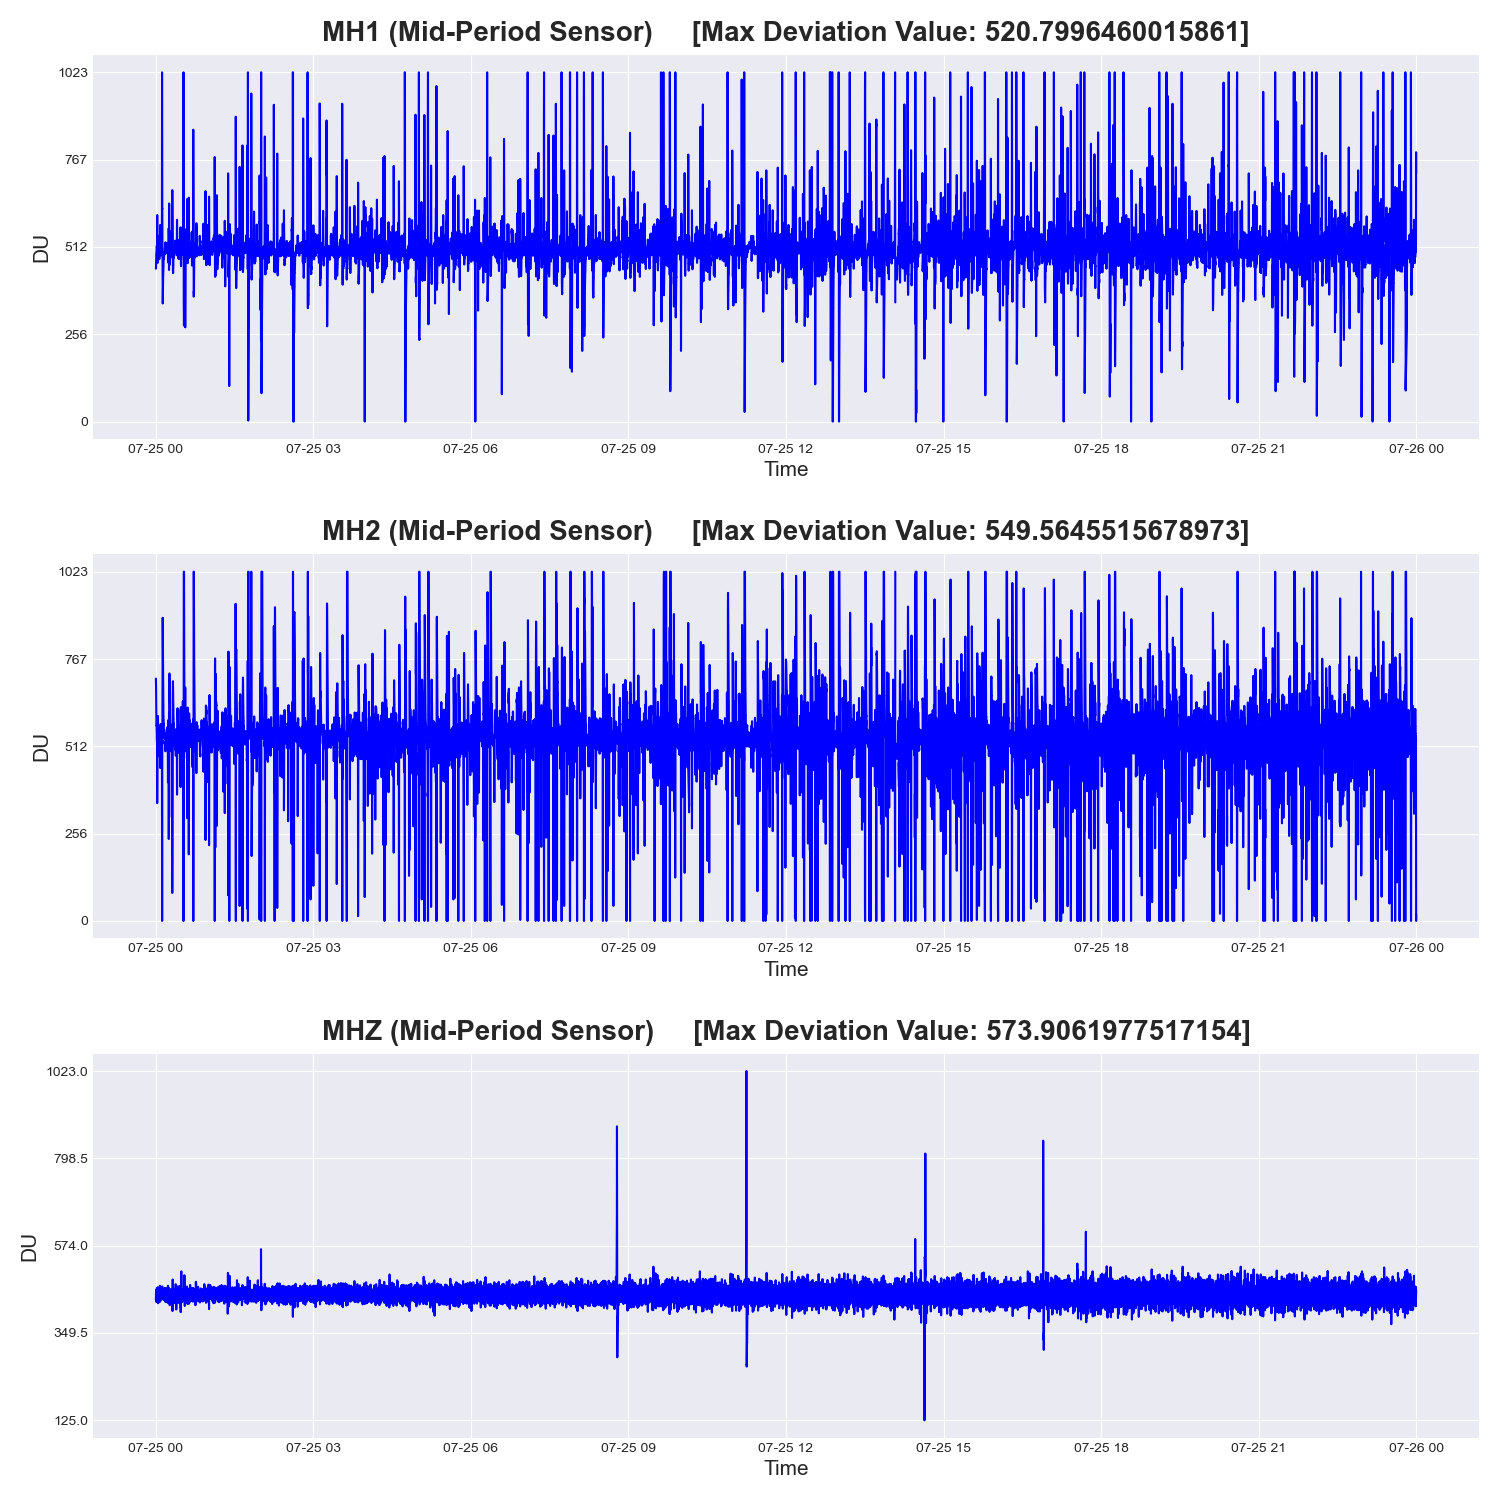 MH1 (Mid-Period Sensor)     [Max Deviation Value: 520.7996460015861]
1023
767
512
256
0
DU
07-25 00 07-25 03 07-25 06 07-25 09 07-25 12 07-25 15 07-25 18 07-25 21 07-26 00
Time
MH2 (Mid-Period Sensor)     [Max Deviation Value: 549.5645515678973]
1023
767
512
256
0
DU
07-25 00 07-25 03 07-25 06 07-25 09 07-25 12 07-25 15 07-25 18 07-25 21 07-26 00
Time
MHZ (Mid-Period Sensor)     [Max Deviation Value: 573.9061977517154]
1023.0
798.5
574.0
349.5
125.0
DU
07-25 00 07-25 03 07-25 06 07-25 09 07-25 12 07-25 15 07-25 18 07-25 21 07-26 00
Time